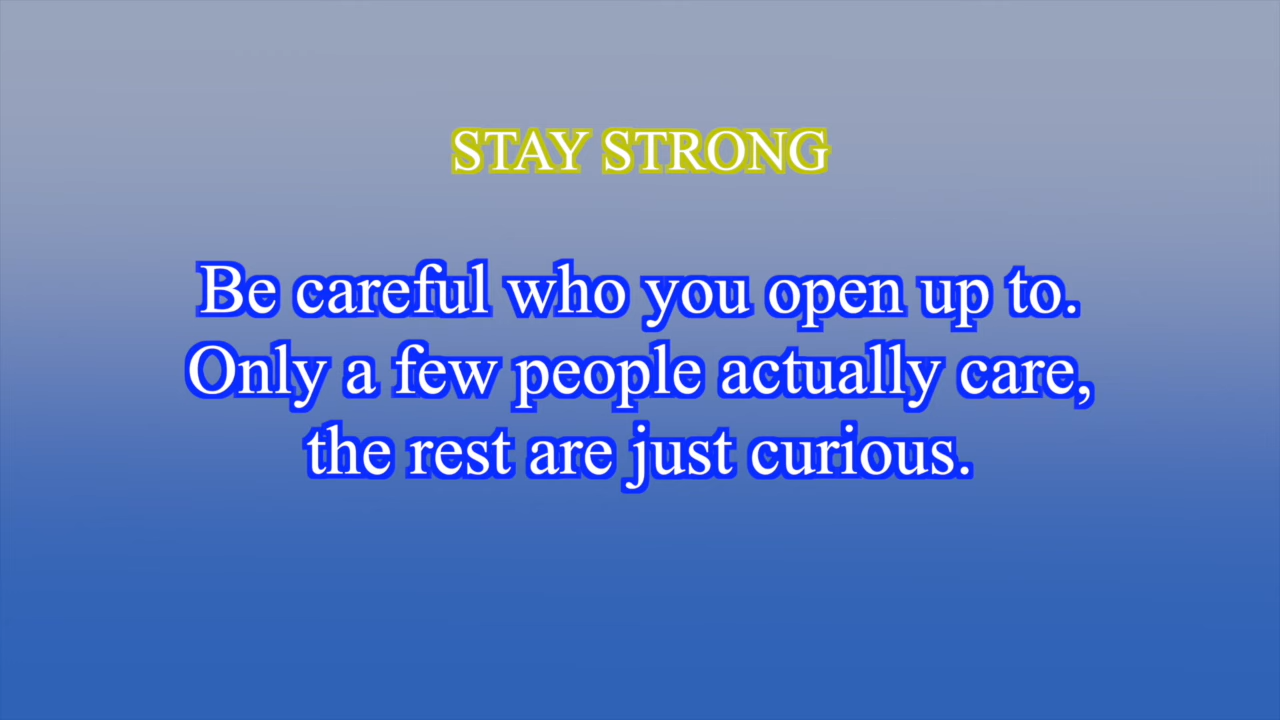 STAY STRONG
Be careful who you open up to.
Only a few people actually care,
the rest are just curious.